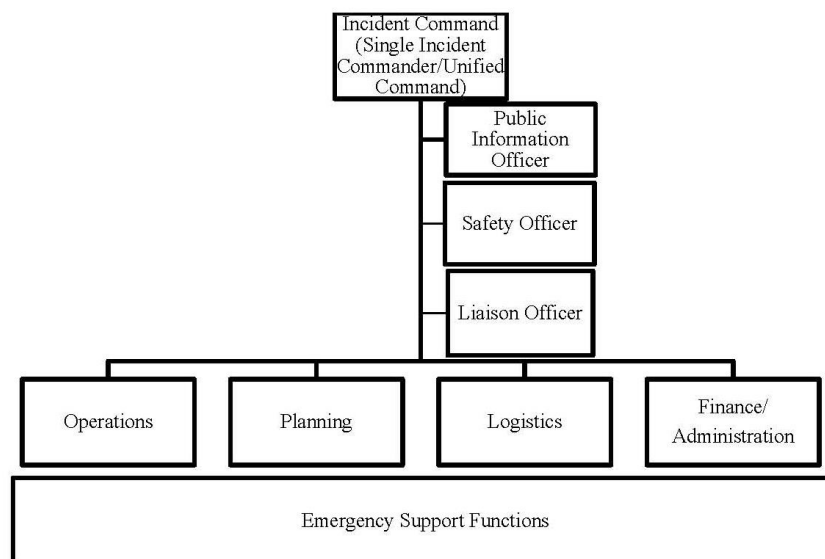 Incident Command
(Single Incident
Commander/Unified
Command)
Public
Information
Officer
Safety Officer
Liaison Officer
Operations
Planning
Logistics
Finance/
Administration
Emergency Support Functions